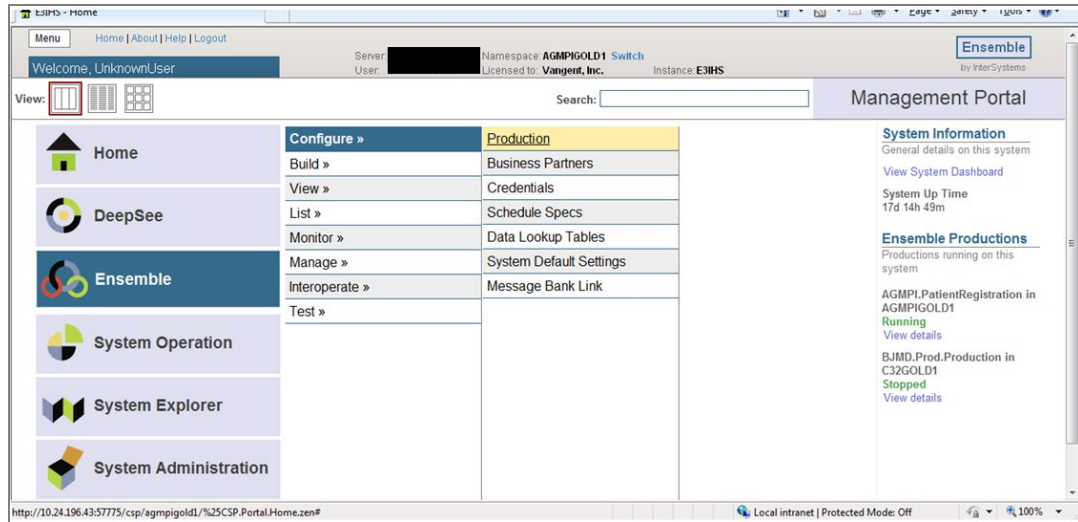 E3IHS - Home
Page Safety Tools
Menu Home | About | Help | Logout
Server: Namespace: AGMPIGOLD1 Switch
User: Licensed to: Vangent, Inc. Instance: E3IHS
Ensemble
by InterSystems
Welcome, UnknownUser
View: Search: Management Portal
Home
DeepSee
Ensemble
System Operation
System Explorer
System Administration
Configure »
Build »
View »
List »
Monitor »
Manage »
Interoperate »
Test »
Production
Business Partners
Credentials
Schedule Specs
Data Lookup Tables
System Default Settings
Message Bank Link
System Information
General details on this system
View System Dashboard
System Up Time
17d 14h 49m
Ensemble Productions
Productions running on this
system
AGMPI.PatientRegistration in
AGMPIGOLD1
Running
View details
BJMD.Prod.Production in
C32GOLD1
Stopped
View details
http://10.24.196.43:57775/csp/agmpigold1/%25CSP.Portal.Home.zen#
Local intranet | Protected Mode: Off
100%